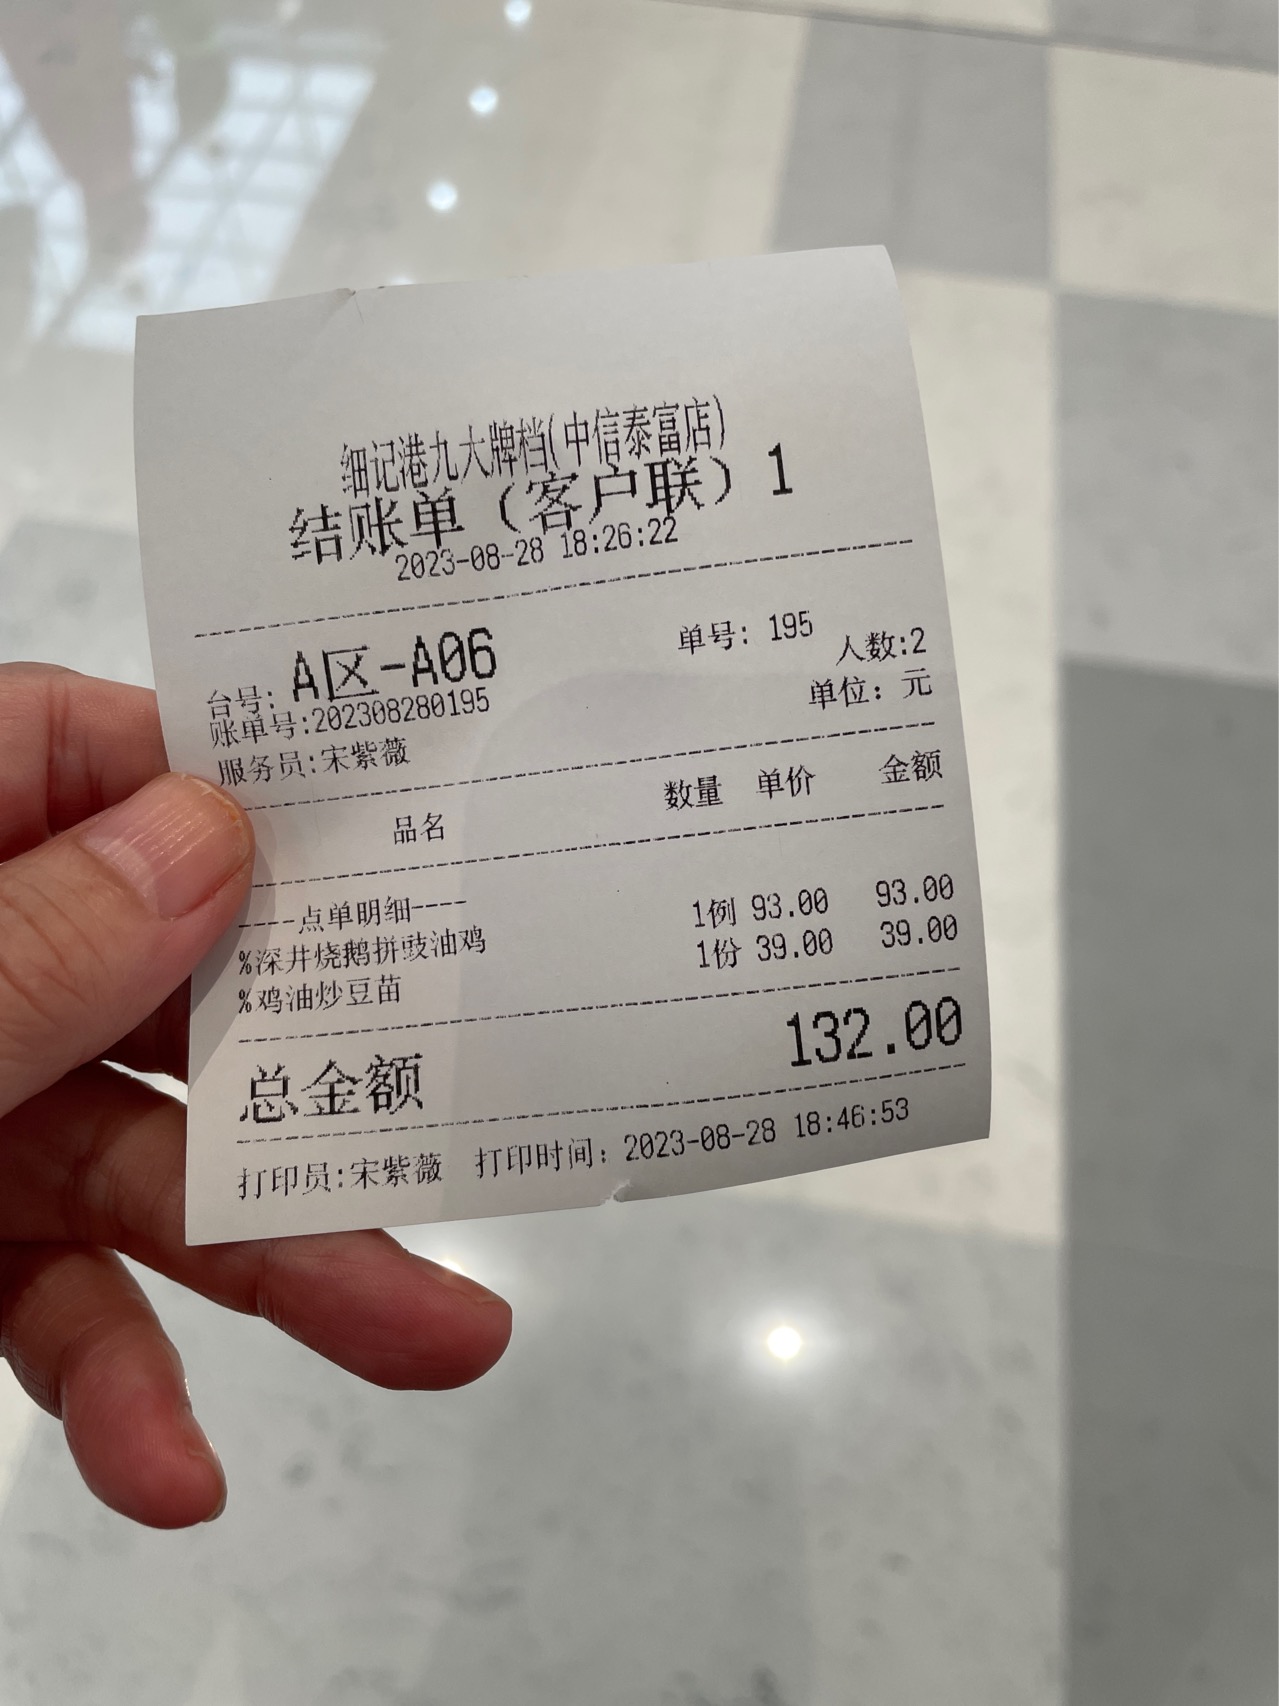 细记港九大牌档(中信泰富店)
结账单（客户联）1
2023-08-28 18:26:22
台号: A区-A06 单号: 195
账单号:202308280195 人数:2
服务员:宋紫薇 单位: 元
品名 数量 单价 金额
----点单明细----
%深井烧鹅拼豉油鸡 1例 93.00 93.00
%鸡油炒豆苗 1份 39.00 39.00
总金额 132.00
打印员:宋紫薇 打印时间: 2023-08-28 18:46:53